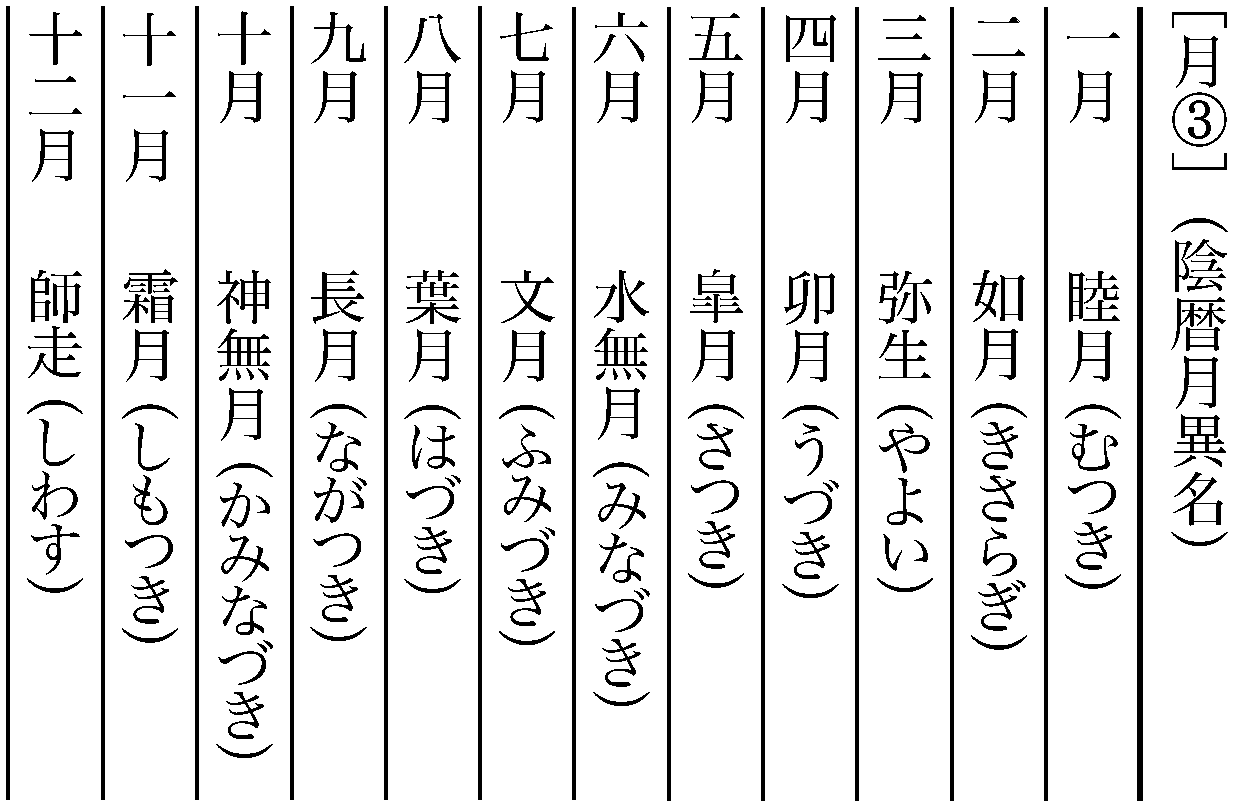 ［月③］（陰暦月異名）
一月　睦月（むつき）
二月　如月（きさらぎ）
三月　弥生（やよい）
四月　卯月（うづき）
五月　皐月（さつき）
六月　水無月（みなづき）
七月　文月（ふみづき）
八月　葉月（はづき）
九月　長月（ながつき）
十月　神無月（かみなづき）
十一月　霜月（しもつき）
十二月　師走（しわす）